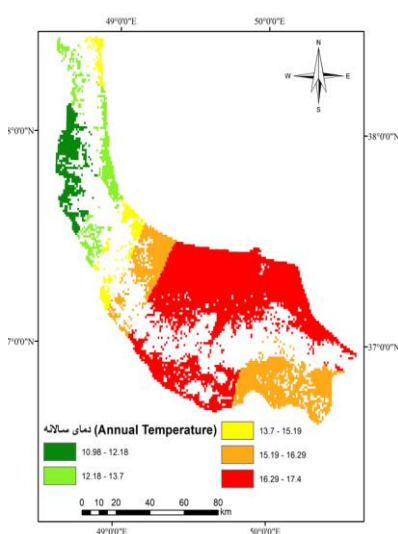 49°0'0"E 50°0'0"E
N
W E
S
8°0'0"N 38°0'0"N
7°0'0"N 37°0'0"N
دمای سالانه (Annual Temperature)
10.98 - 12.18
12.18 - 13.7
13.7 - 15.19
15.19 - 16.29
16.29 - 17.4
0 10 20 40 60 80
km
49°0'0"E 50°0'0"E